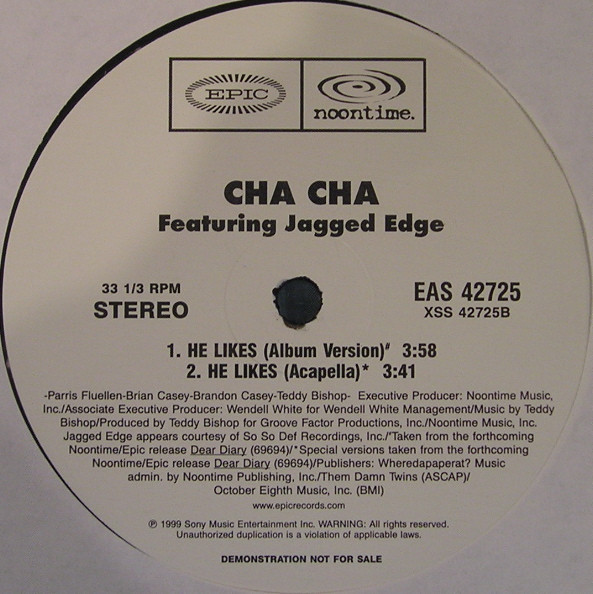 EPIC
noontime.
CHA CHA
Featuring Jagged Edge
33 1/3 RPM
STEREO
EAS 42725
XSS 42725B
1. HE LIKES (Album Version)# 3:58
2. HE LIKES (Acapella)* 3:41
-Parris Fluellen-Brian Casey-Brandon Casey-Teddy Bishop- Executive Producer: Noontime Music,
Inc./Associate Executive Producer: Wendell White for Wendell White Management/Music by Teddy
Bishop/Produced by Teddy Bishop for Groove Factor Productions, Inc./Noontime Music, Inc.
Jagged Edge appears courtesy of So So Def Recordings, Inc./#Taken from the forthcoming
Noontime/Epic release Dear Diary (69694)/*Special versions taken from the forthcoming
Noontime/Epic release Dear Diary (69694)/Publishers: Wheredapaperat? Music
admin. by Noontime Publishing, Inc./Them Damn Twins (ASCAP)/
October Eighth Music, Inc. (BMI)
www.epicrecords.com
℗ 1999 Sony Music Entertainment Inc. WARNING: All rights reserved.
Unauthorized duplication is a violation of applicable laws.
DEMONSTRATION NOT FOR SALE